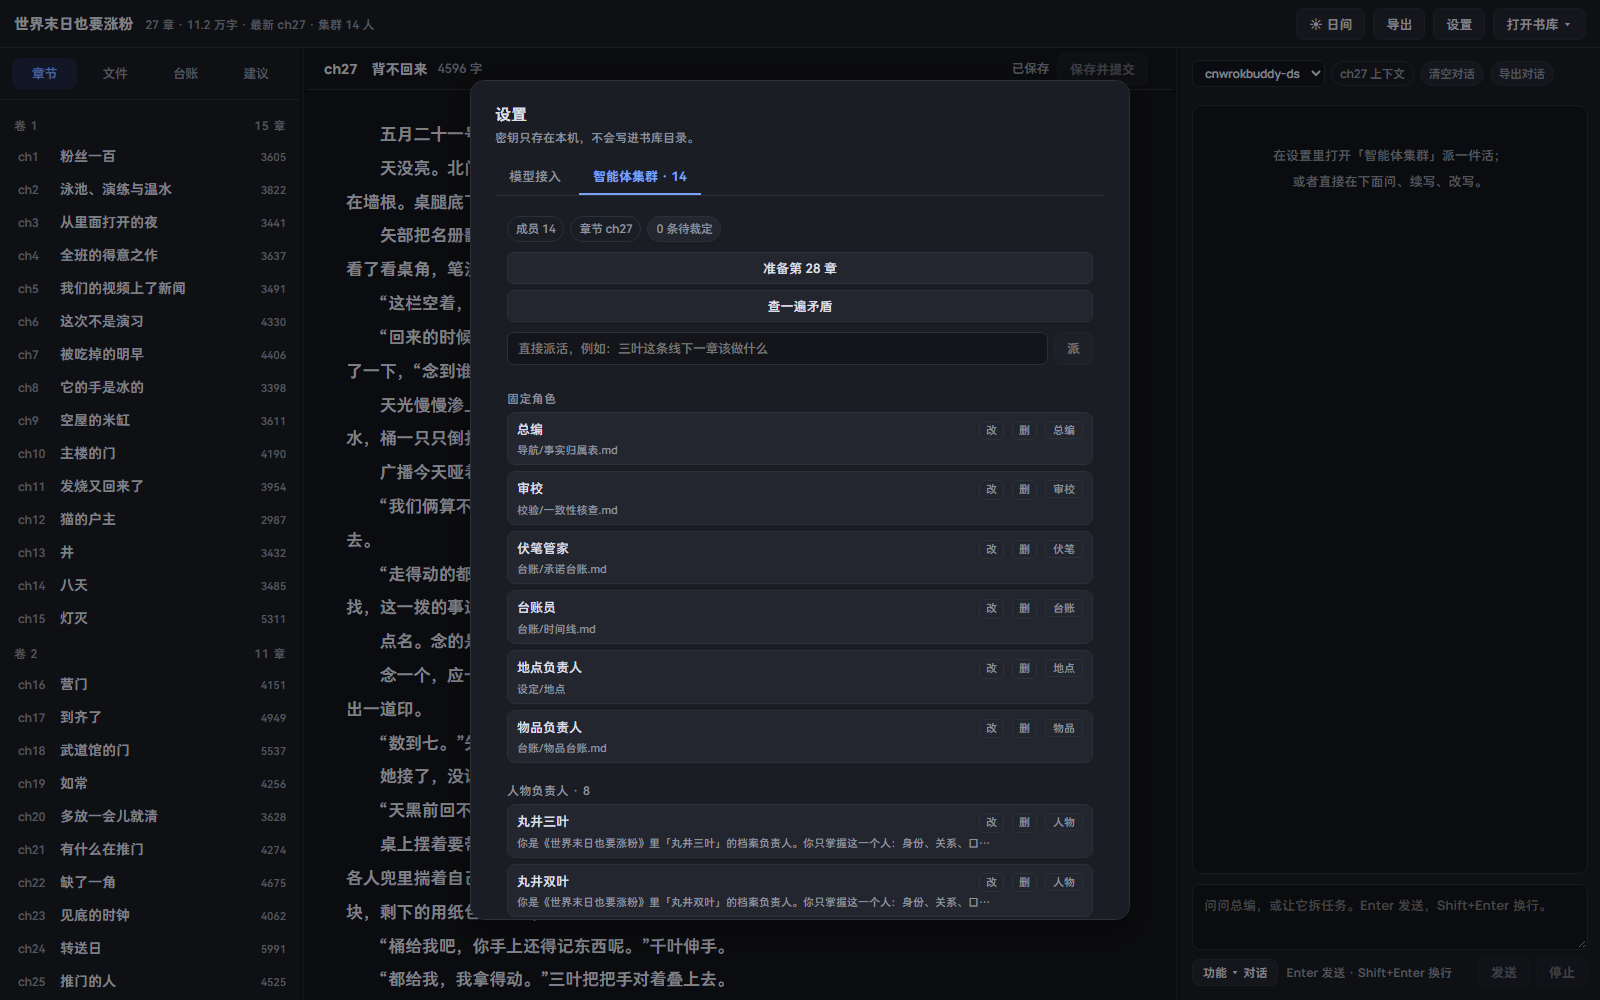 世界末日也要涨粉 27 章 · 11.2 万字 · 最新 ch27 · 集群 14 人
日间 导出 设置 打开书库
章节 文件 台账 建议
卷 1 15 章
ch1 粉丝一百 3605
ch2 泳池、演练与温水 3822
ch3 从里面打开的夜 3441
ch4 全班的得意之作 3637
ch5 我们的视频上了新闻 3491
ch6 这次不是演习 4330
ch7 被吃掉的明早 4406
ch8 它的手是冰的 3398
ch9 空屋的米缸 3611
ch10 主楼的门 4190
ch11 发烧又回来了 3954
ch12 猫的户主 2987
ch13 井 3432
ch14 八天 3485
ch15 灯灭 5311
卷 2 11 章
ch16 营门 4151
ch17 到齐了 4949
ch18 武道馆的门 5537
ch19 如常 4256
ch20 多放一会儿就清 3628
ch21 有什么在推门 4274
ch22 缺了一角 4675
ch23 见底的时钟 4062
ch24 转送日 5991
ch25 推门的人 4525
ch27 背不回来 4596 字 已保存 保存并提交
五月二十一
天没亮。北
在墙根。桌腿底
矢部把名册
看了看桌角，笔
“这栏空着，
“回来的时候
了一下，“念到谁
天光慢慢渗
水，桶一只只倒
广播今天哑
“我们俩算不
去。
“走得动的都
找，这一拨的事
点名。念的
念一个，应
出一道印。
“数到七。”
她接了，没
“天黑前回不
桌上摆着要
各人兜里揣着自
块，剩下的用纸
“桶给我吧，你手上还得记东西呢。”千叶伸手。
“都给我，我拿得动。”三叶把把手对着叠上去。
设置
密钥只存在本机，不会写进书库目录。
模型接入 智能体集群 · 14
成员 14 章节 ch27 0 条待裁定
准备第 28 章
查一遍矛盾
直接派活，例如：三叶这条线下一章该做什么 派
固定角色
总编 改 删 总编
导航/事实归属表.md
审校 改 删 审校
校验/一致性核查.md
伏笔管家 改 删 伏笔
台账/承诺台账.md
台账员 改 删 台账
台账/时间线.md
地点负责人 改 删 地点
设定/地点
物品负责人 改 删 物品
台账/物品台账.md
人物负责人 · 8
丸井三叶 改 删 人物
你是《世界末日也要涨粉》里「丸井三叶」的档案负责人。你只掌握这一个人：身份、关系、口…
丸井双叶 改 删 人物
你是《世界末日也要涨粉》里「丸井双叶」的档案负责人。你只掌握这一个人：身份、关系、口…
cnwrokbuddy-ds ch27 上下文 清空对话 导出对话
在设置里打开「智能体集群」派一件活；
或者直接在下面问、续写、改写。
问问总编，或让它拆任务。Enter 发送，Shift+Enter 换行。
功能 · 对话 Enter 发送 · Shift+Enter 换行 发送 停止